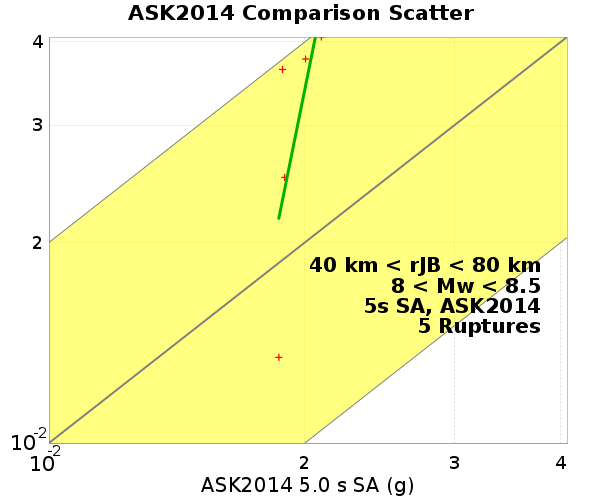 ASK2014 Comparison Scatter
4
3
2
10-2
40 km < rJB < 80 km
8 < Mw < 8.5
5s SA, ASK2014
5 Ruptures
10-2
2
3
4
ASK2014 5.0 s SA (g)